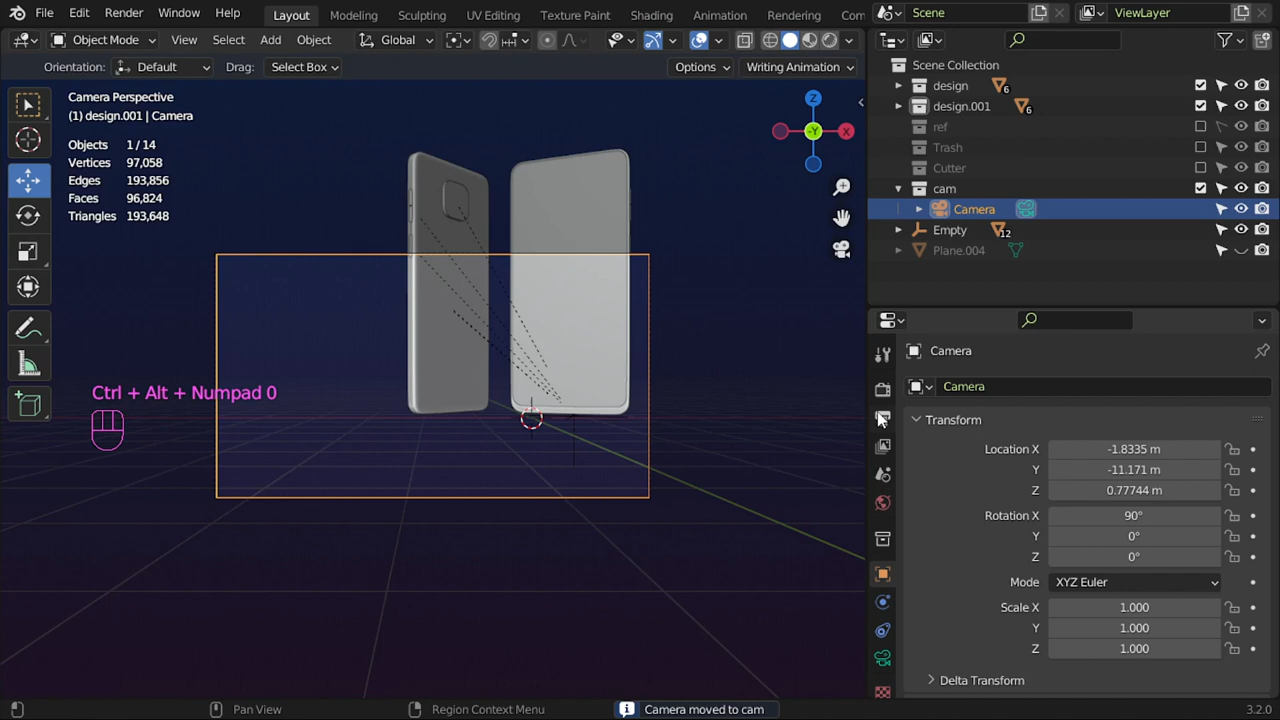 File Edit Render Window Help Layout Modeling Sculpting UV Editing Texture Paint Shading Animation Rendering Com Scene ViewLayer
Object Mode View Select Add Object Global
Orientation: Default Drag: Select Box Options Writing Animation
Camera Perspective
(1) design.001 | Camera
Objects 1 / 14
Vertices 97,058
Edges 193,856
Faces 96,824
Triangles 193,648
Z
X
-Y
Ctrl + Alt + Numpad 0
Scene Collection
design 6
design.001 6
ref
Trash
Cutter
cam
Camera
Empty 12
Plane.004
Camera
Camera
Transform
Location X -1.8335 m
Y -11.171 m
Z 0.77744 m
Rotation X 90°
Y 0°
Z 0°
Mode XYZ Euler
Scale X 1.000
Y 1.000
Z 1.000
Delta Transform
Pan View Region Context Menu Camera moved to cam 3.2.0